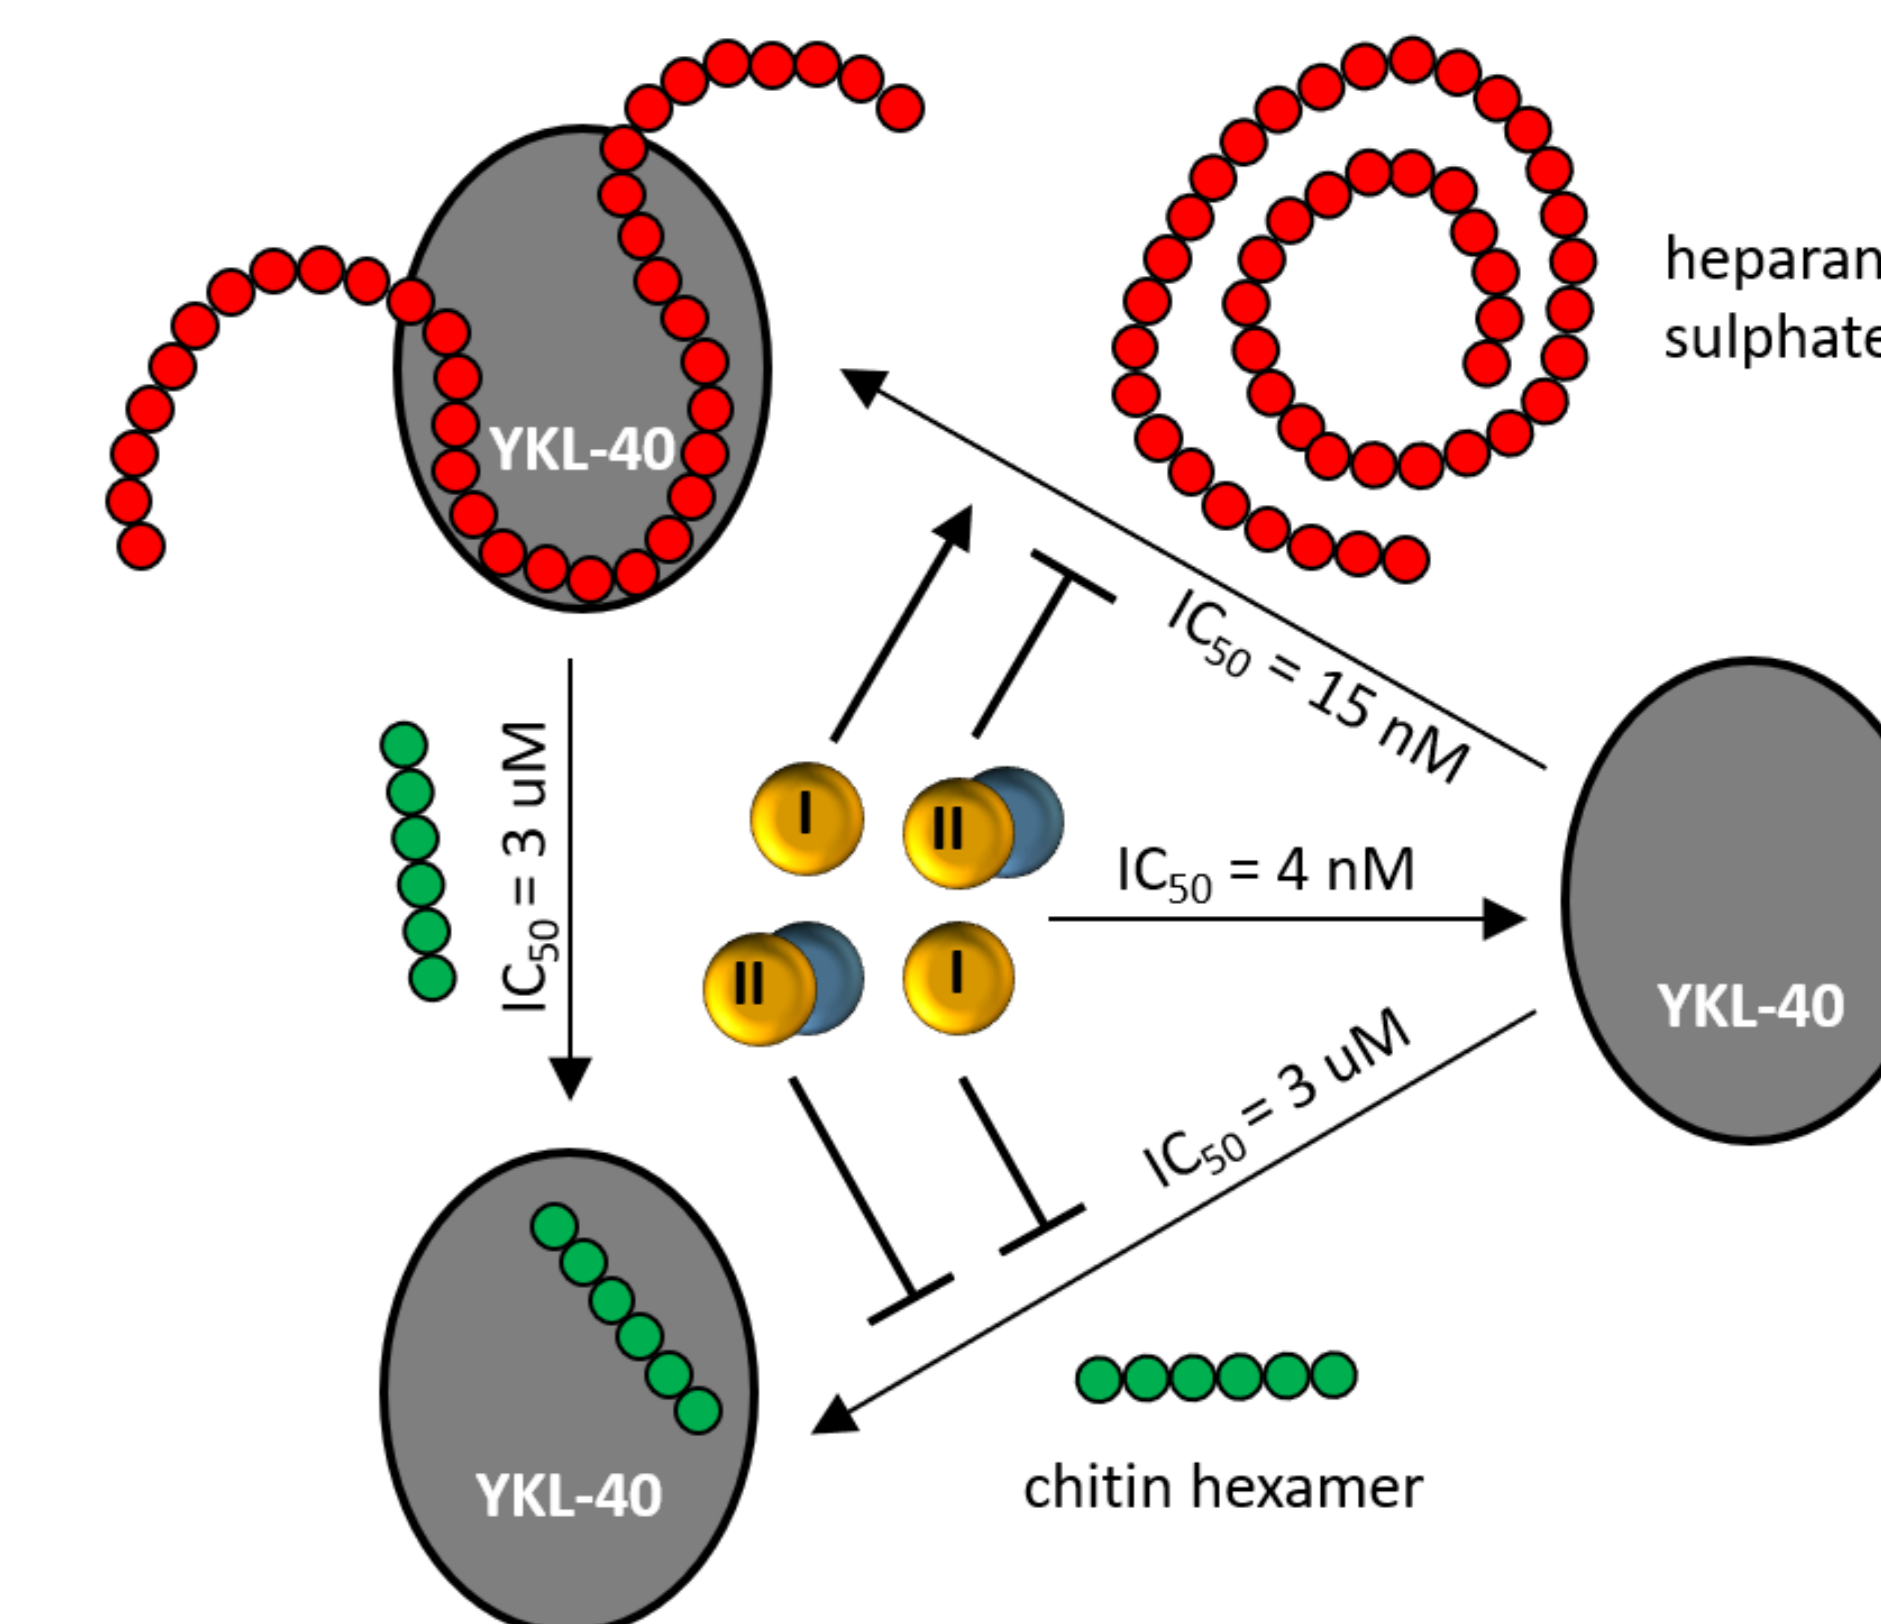 heparan
sulphate
YKL-40
IC50 = 15 nM
IC50 = 3 uM
I
II
IC50 = 4 nM
II
I
YKL-40
IC50 = 3 uM
YKL-40
chitin hexamer